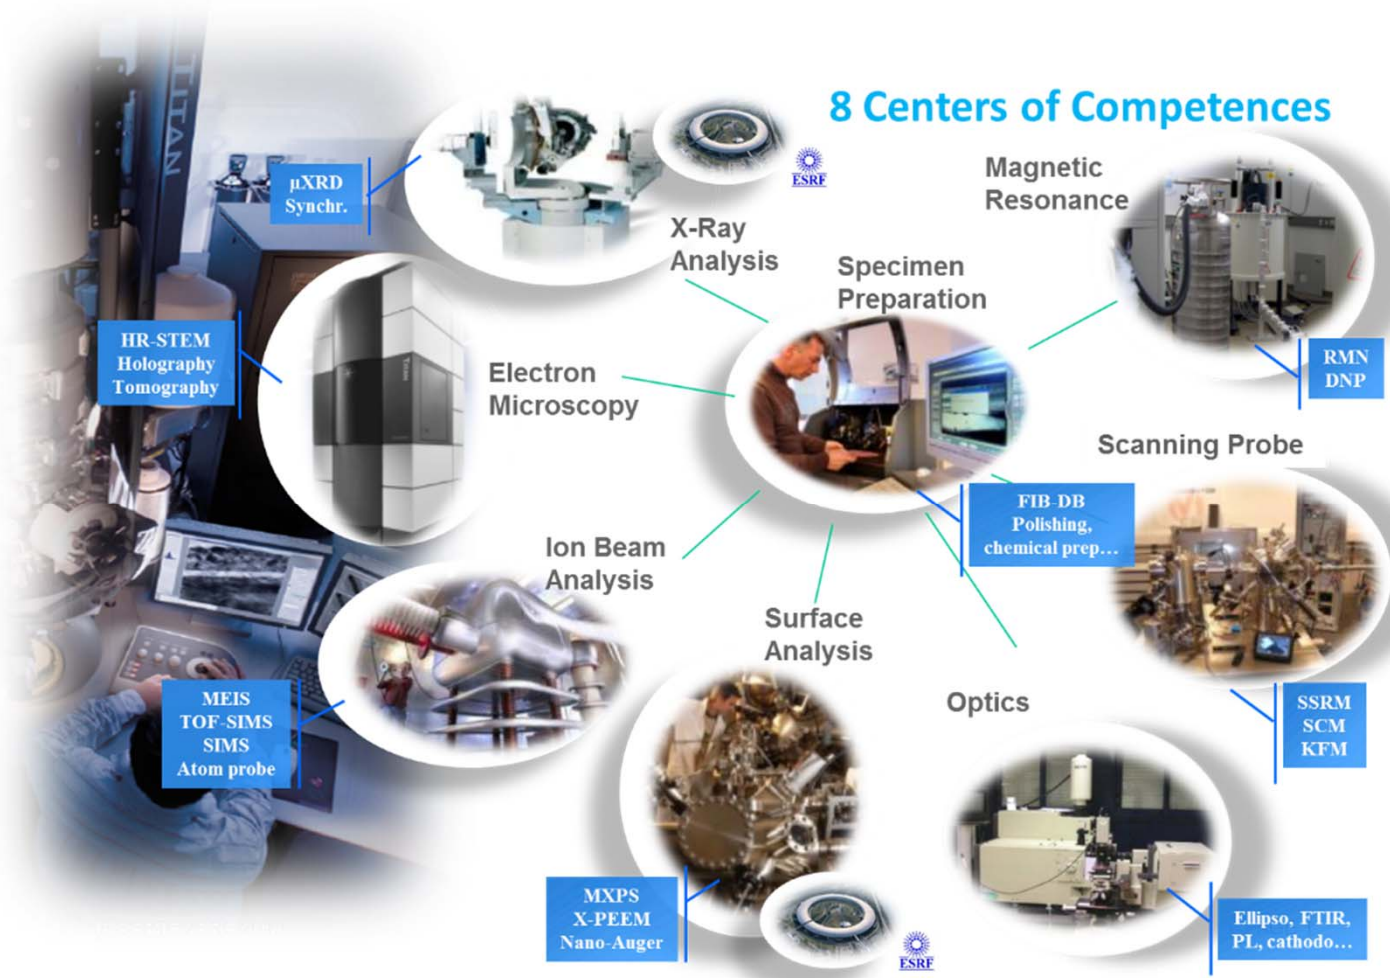 8 Centers of Competences
TITAN
µXRD
Synchr.
ESRF
X-Ray
Analysis
Magnetic
Resonance
RMN
DNP
Specimen
Preparation
HR-STEM
Holography
Tomography
Electron
Microscopy
Scanning Probe
FIB-DB
Polishing,
chemical prep...
Ion Beam
Analysis
Surface
Analysis
MEIS
TOF-SIMS
SIMS
Atom probe
SSRM
SCM
KFM
Optics
MXPS
X-PEEM
Nano-Auger
ESRF
Ellipso, FTIR,
PL, cathodo...